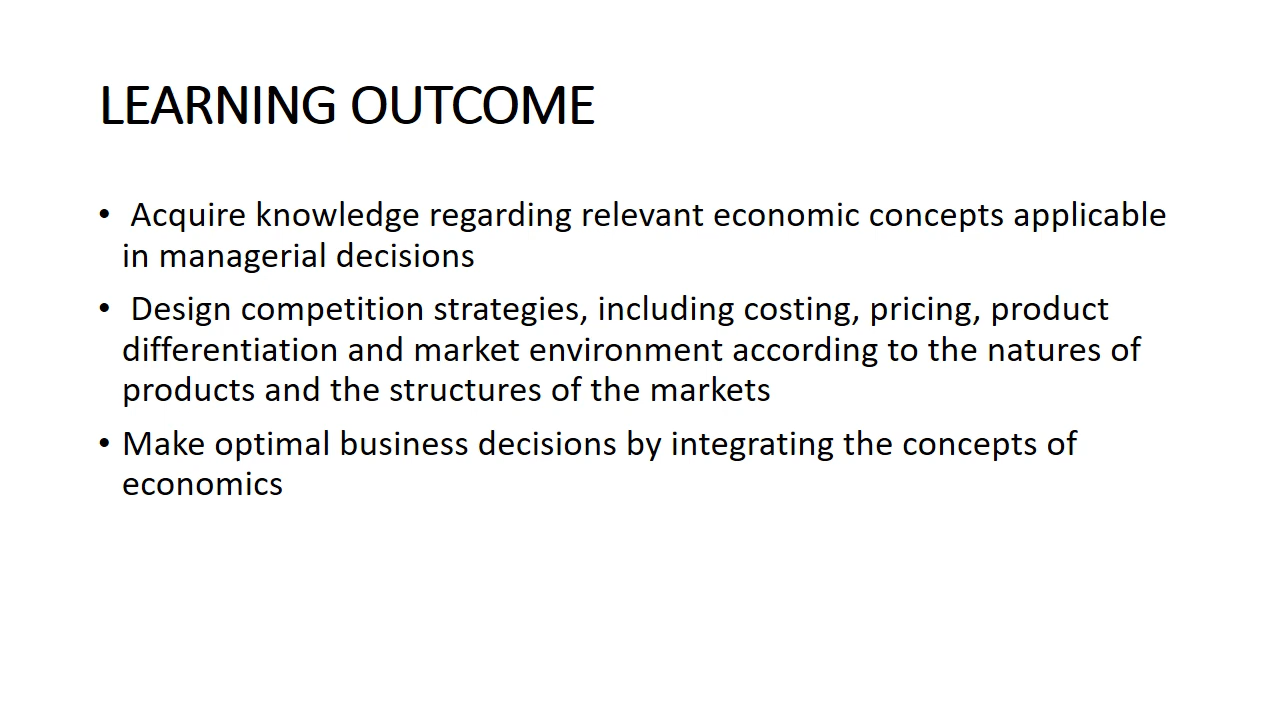 LEARNING OUTCOME
• Acquire knowledge regarding relevant economic concepts applicable
in managerial decisions
• Design competition strategies, including costing, pricing, product
differentiation and market environment according to the natures of
products and the structures of the markets
• Make optimal business decisions by integrating the concepts of
economics